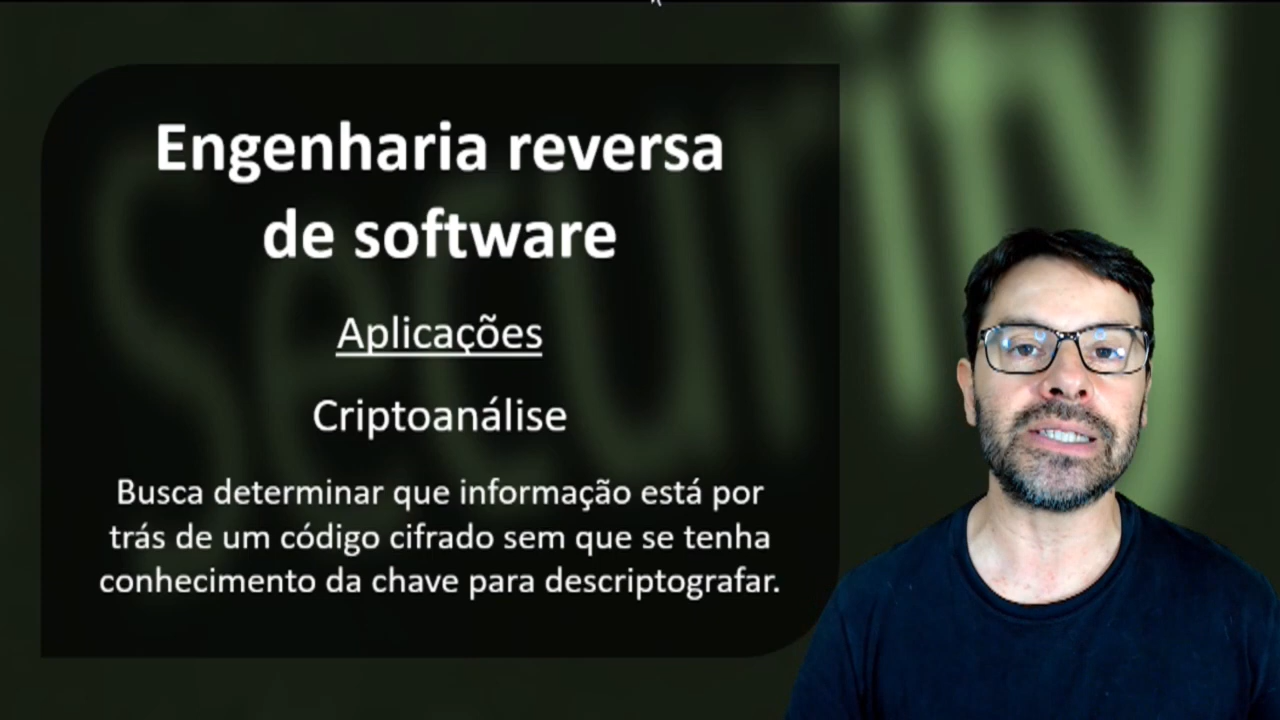 Engenharia reversa
de software
Aplicações
Criptoanálise
Busca determinar que informação está por
trás de um código cifrado sem que se tenha
conhecimento da chave para descriptografar.
Security